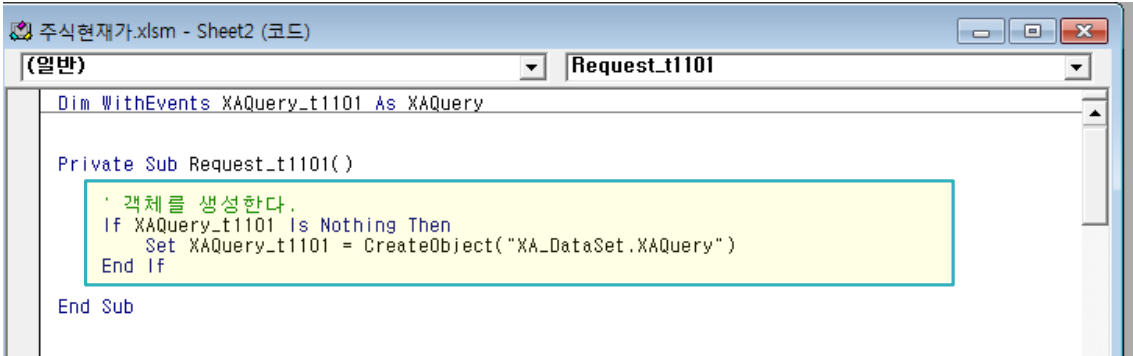 주식현재가.xlsm - Sheet2 (코드)
(일반) Request_t1101
Dim WithEvents XAQuery_t1101 As XAQuery
Private Sub Request_t1101()
' 객체를 생성한다.
If XAQuery_t1101 Is Nothing Then
Set XAQuery_t1101 = CreateObject("XA_DataSet.XAQuery")
End If
End Sub